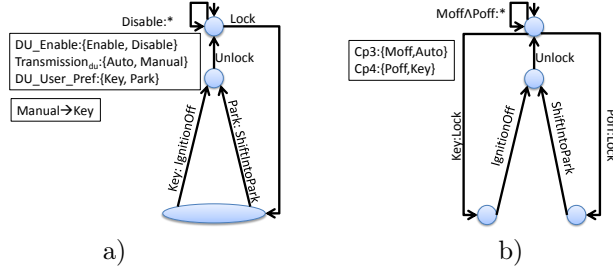 Disable:*
Lock
DU_Enable:{Enable, Disable}
Transmission_du:{Auto, Manual}
DU_User_Pref:{Key, Park}
Unlock
Manual→Key
Key: IgnitionOff
Park: ShiftIntoPark
a)
MoffΛPoff:*
Cp3:{Moff,Auto}
Cp4:{Poff,Key}
Unlock
Key:Lock
IgnitionOff
ShiftIntoPark
Poff:Lock
b)